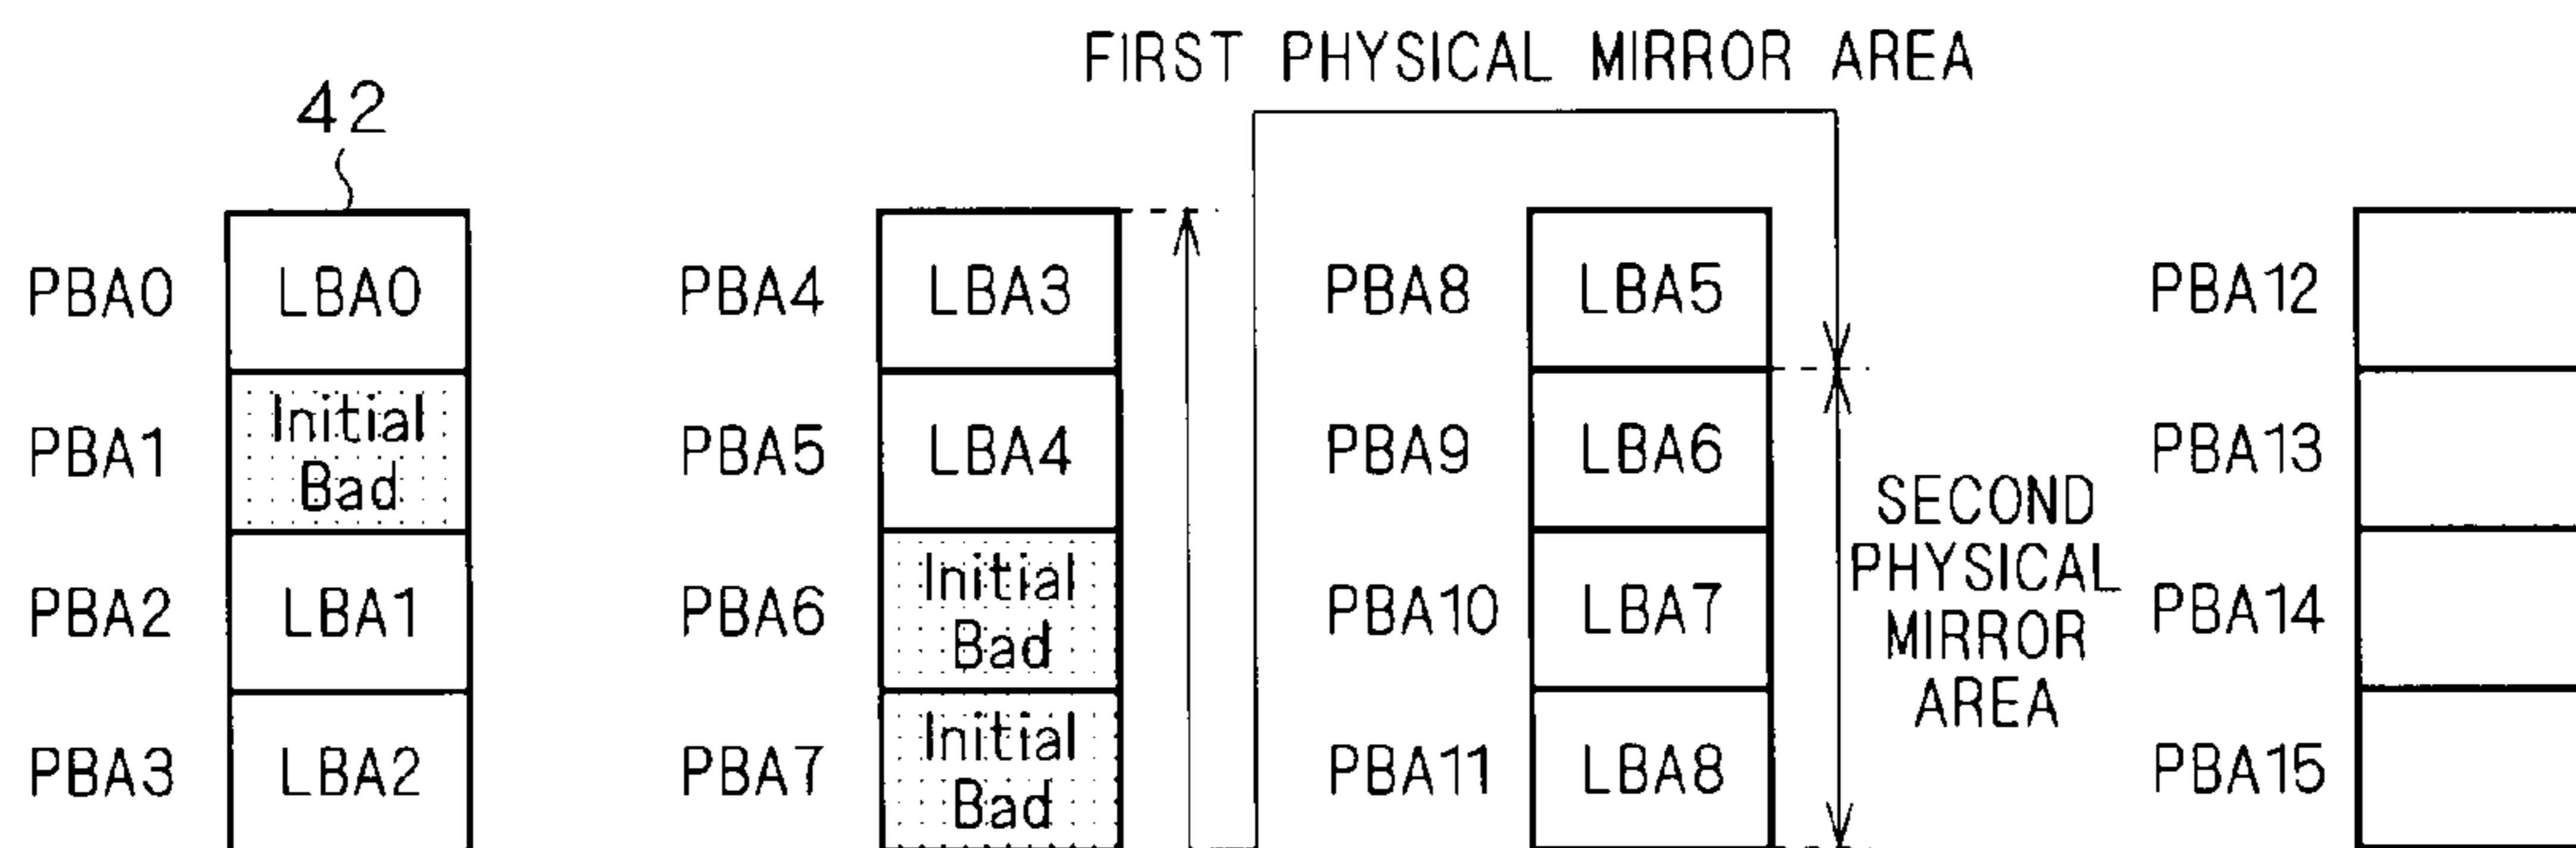 FIRST PHYSICAL MIRROR AREA
42
PBA0 LBA0
PBA1 Initial
Bad
PBA2 LBA1
PBA3 LBA2
PBA4 LBA3
PBA5 LBA4
PBA6 Initial
Bad
PBA7 Initial
Bad
PBA8 LBA5
PBA9 LBA6
PBA10 LBA7
PBA11 LBA8
SECOND
PHYSICAL
MIRROR
AREA
PBA12
PBA13
PBA14
PBA15